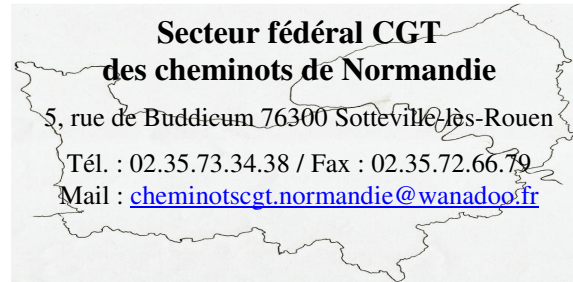 Secteur fédéral CGT
des cheminots de Normandie
5, rue de Buddicum 76300 Sotteville-lès-Rouen
Tél. : 02.35.73.34.38 / Fax : 02.35.72.66.79
Mail : cheminotscgt.normandie@wanadoo.fr